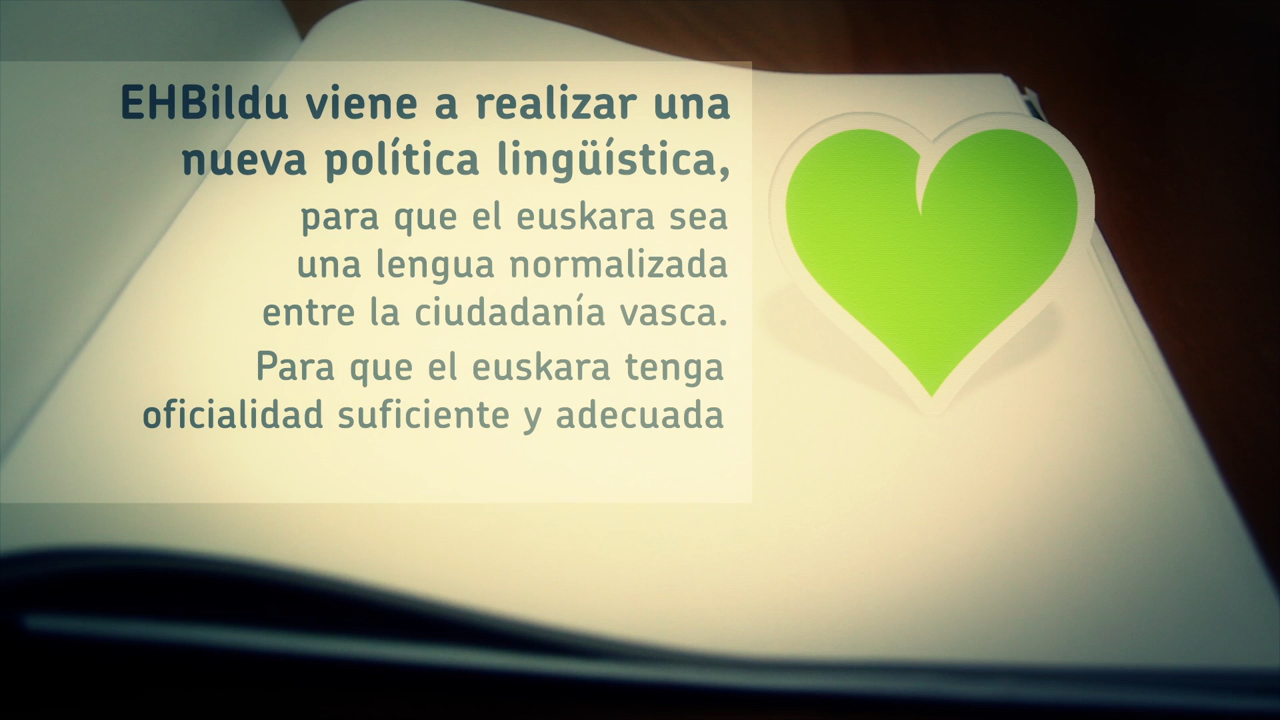 EHBildu viene a realizar una
nueva política lingüística,
para que el euskara sea
una lengua normalizada
entre la ciudadanía vasca.
Para que el euskara tenga
oficialidad suficiente y adecuada